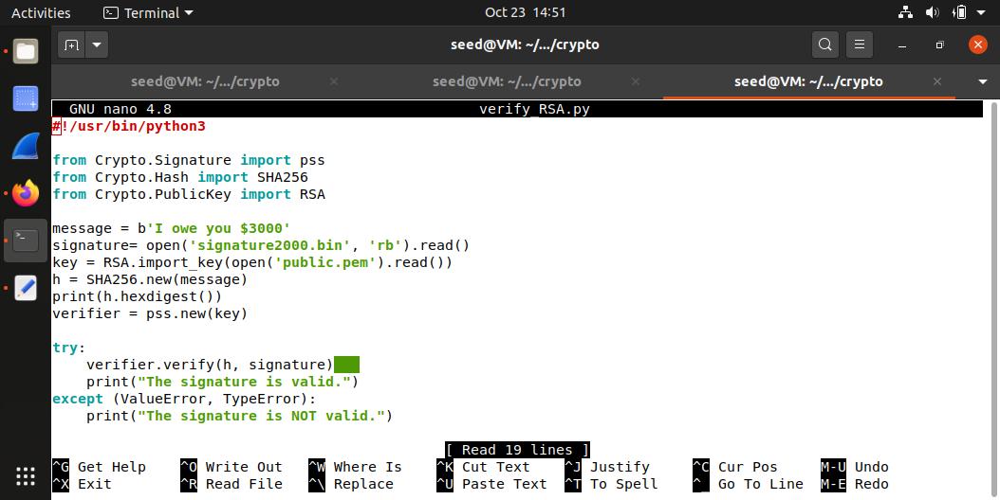 Activities Terminal Oct 23 14:51
seed@VM: ~/.../crypto
seed@VM: ~/.../crypto seed@VM: ~/.../crypto seed@VM: ~/.../crypto
GNU nano 4.8 verify_RSA.py
#!/usr/bin/python3
from Crypto.Signature import pss
from Crypto.Hash import SHA256
from Crypto.PublicKey import RSA
message = b'I owe you $3000'
signature= open('signature2000.bin', 'rb').read()
key = RSA.import_key(open('public.pem').read())
h = SHA256.new(message)
print(h.hexdigest())
verifier = pss.new(key)
try:
    verifier.verify(h, signature)
    print("The signature is valid.")
except (ValueError, TypeError):
    print("The signature is NOT valid.")
[ Read 19 lines ]
^G Get Help ^O Write Out ^W Where Is ^K Cut Text ^J Justify ^C Cur Pos M-U Undo
^X Exit ^R Read File ^\ Replace ^U Paste Text ^T To Spell ^_ Go To Line M-E Redo